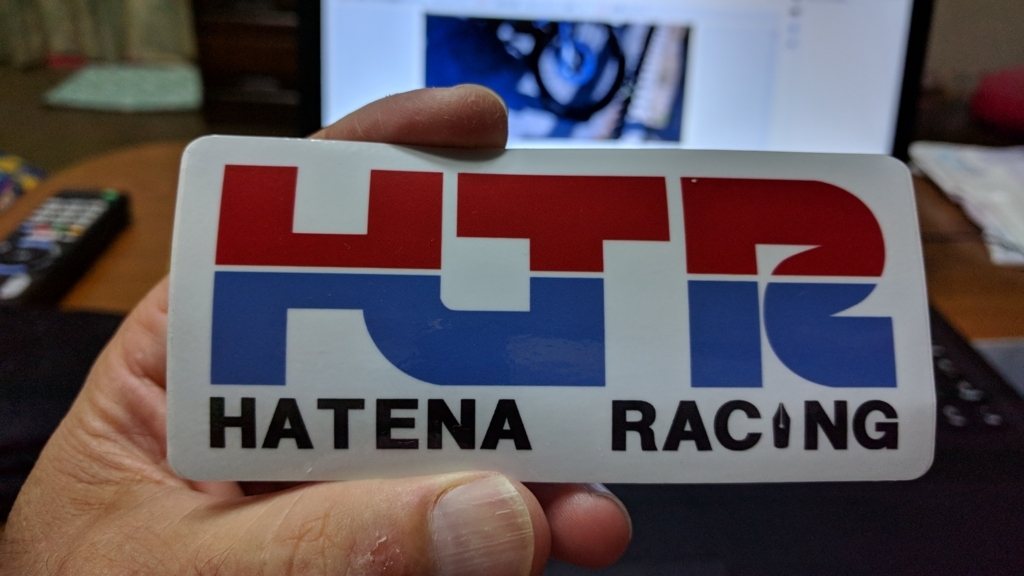 HTR
HATENA RACING